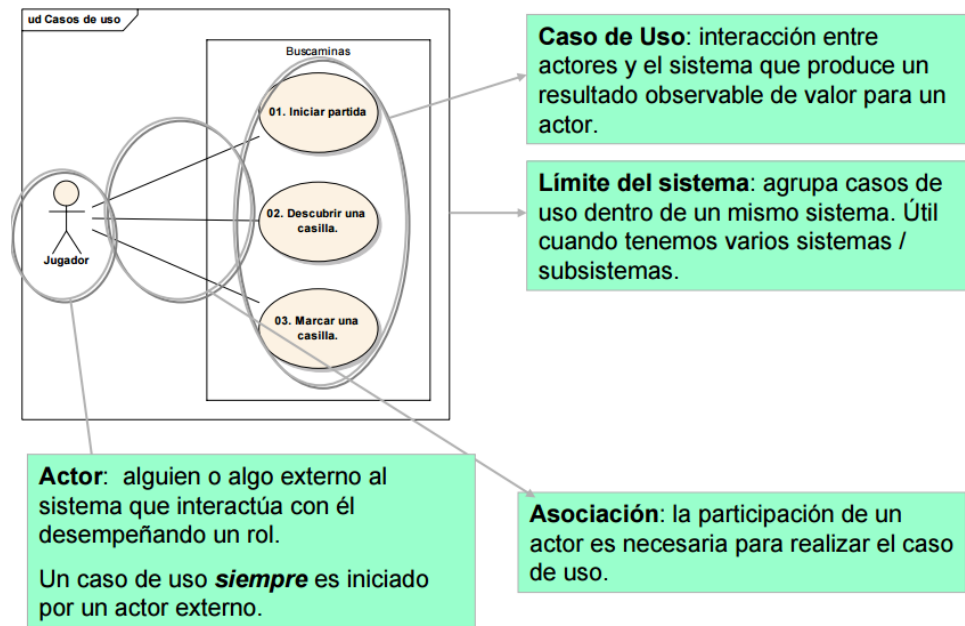 ud Casos de uso
Buscaminas
01. Iniciar partida
02. Descubrir una
casilla.
03. Marcar una
casilla.
Jugador
Caso de Uso: interacción entre
actores y el sistema que produce un
resultado observable de valor para un
actor.
Límite del sistema: agrupa casos de
uso dentro de un mismo sistema. Útil
cuando tenemos varios sistemas /
subsistemas.
Actor: alguien o algo externo al
sistema que interactúa con él
desempeñando un rol.
Un caso de uso siempre es iniciado
por un actor externo.
Asociación: la participación de un
actor es necesaria para realizar el caso
de uso.